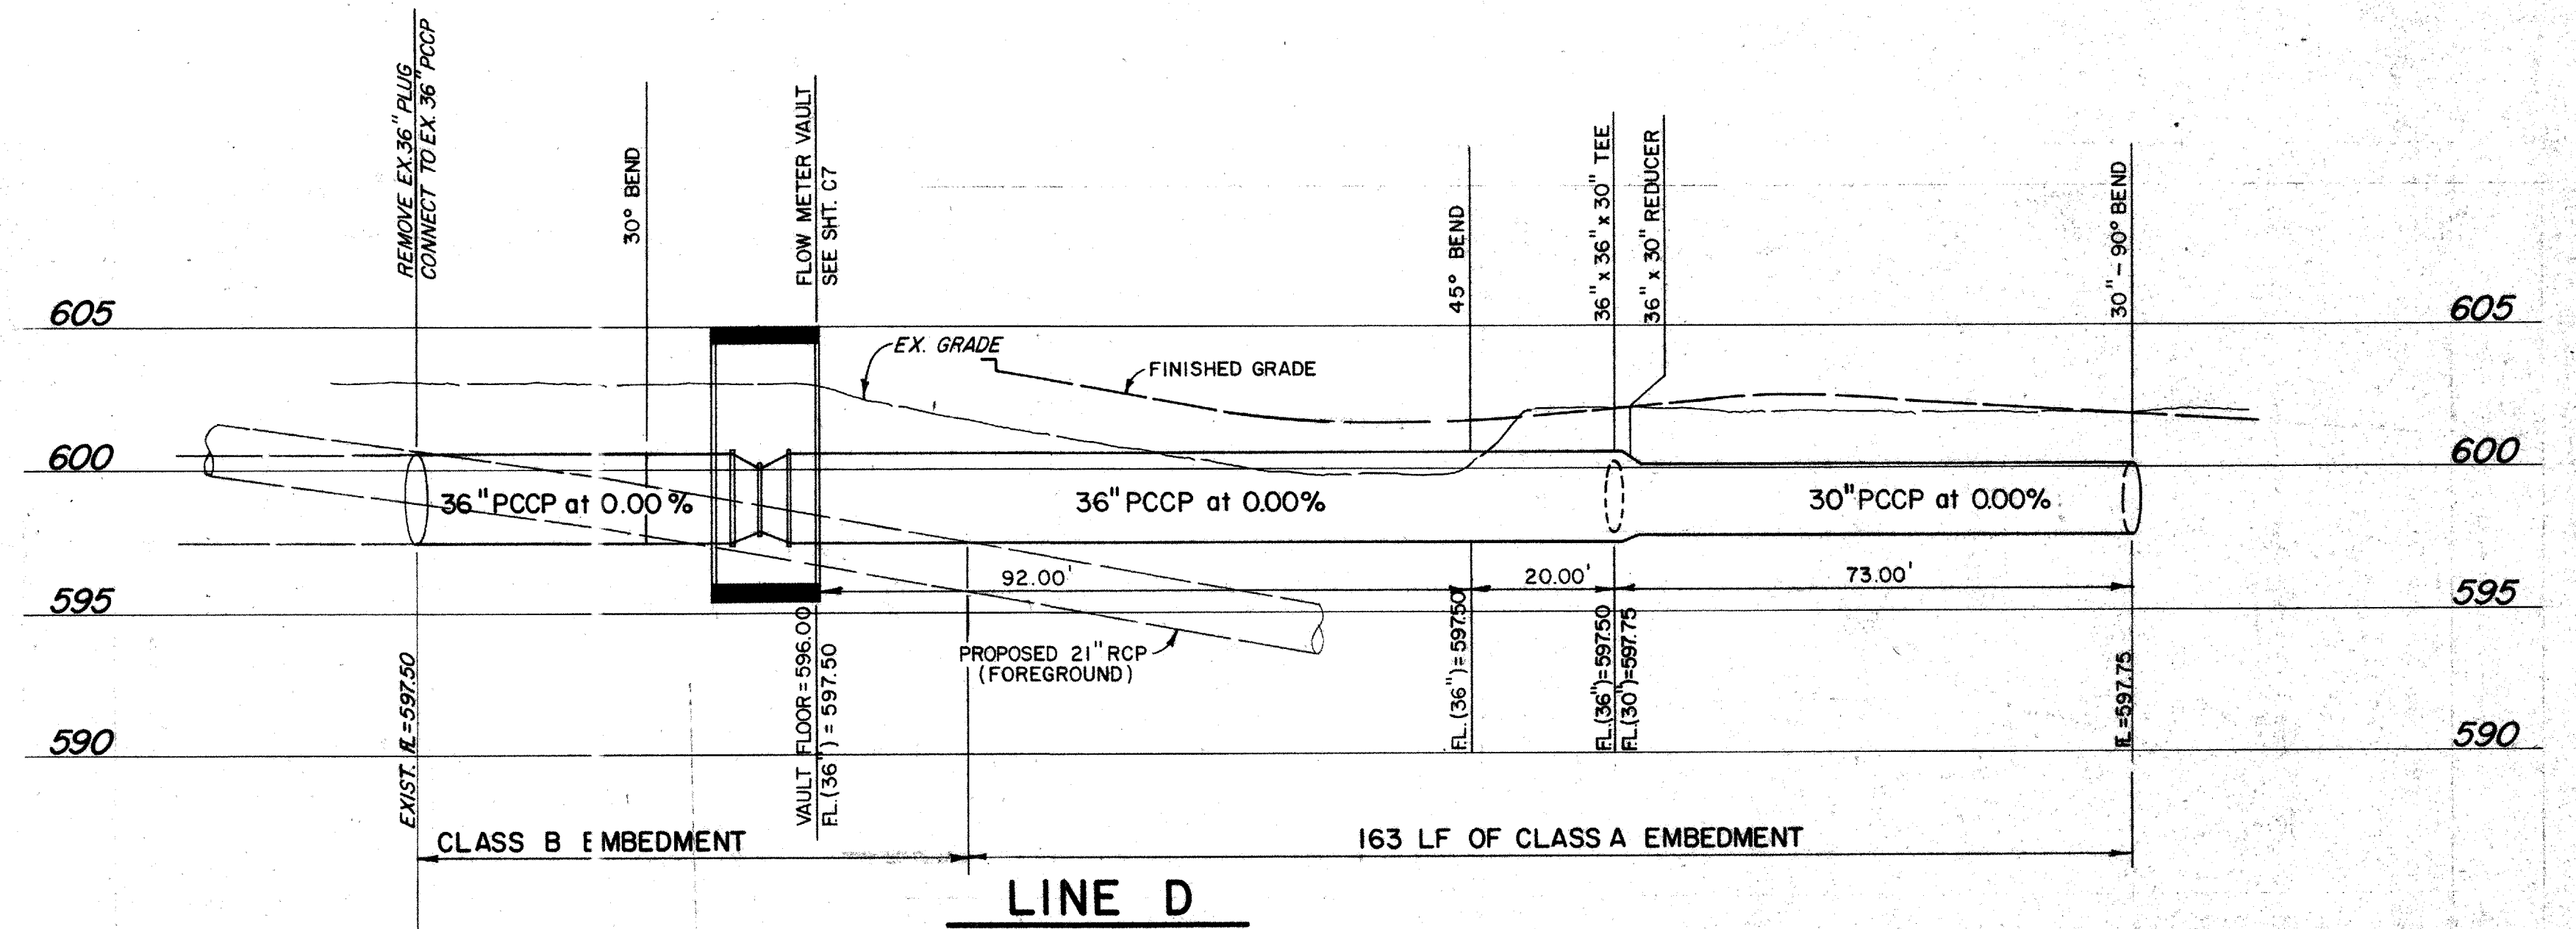 REMOVE EX. 36" PLUG
CONNECT TO EX. 36" PCCP
30° BEND
FLOW METER VAULT
SEE SHT. C7
45° BEND
36" x 36" x 30" TEE
36" x 30" REDUCER
30" - 90° BEND
605
605
EX. GRADE
FINISHED GRADE
600
600
36" PCCP at 0.00%
36" PCCP at 0.00%
30" PCCP at 0.00%
92.00'
20.00'
73.00'
595
595
PROPOSED 21" RCP
(FOREGROUND)
EXIST. FL=597.50
VAULT FLOOR = 596.00
FL.(36") = 597.50
FL.(36")=597.50
FL.(36")=597.50
FL.(30")=597.75
FL=597.75
590
590
CLASS B EMBEDMENT
163 LF OF CLASS A EMBEDMENT
LINE D